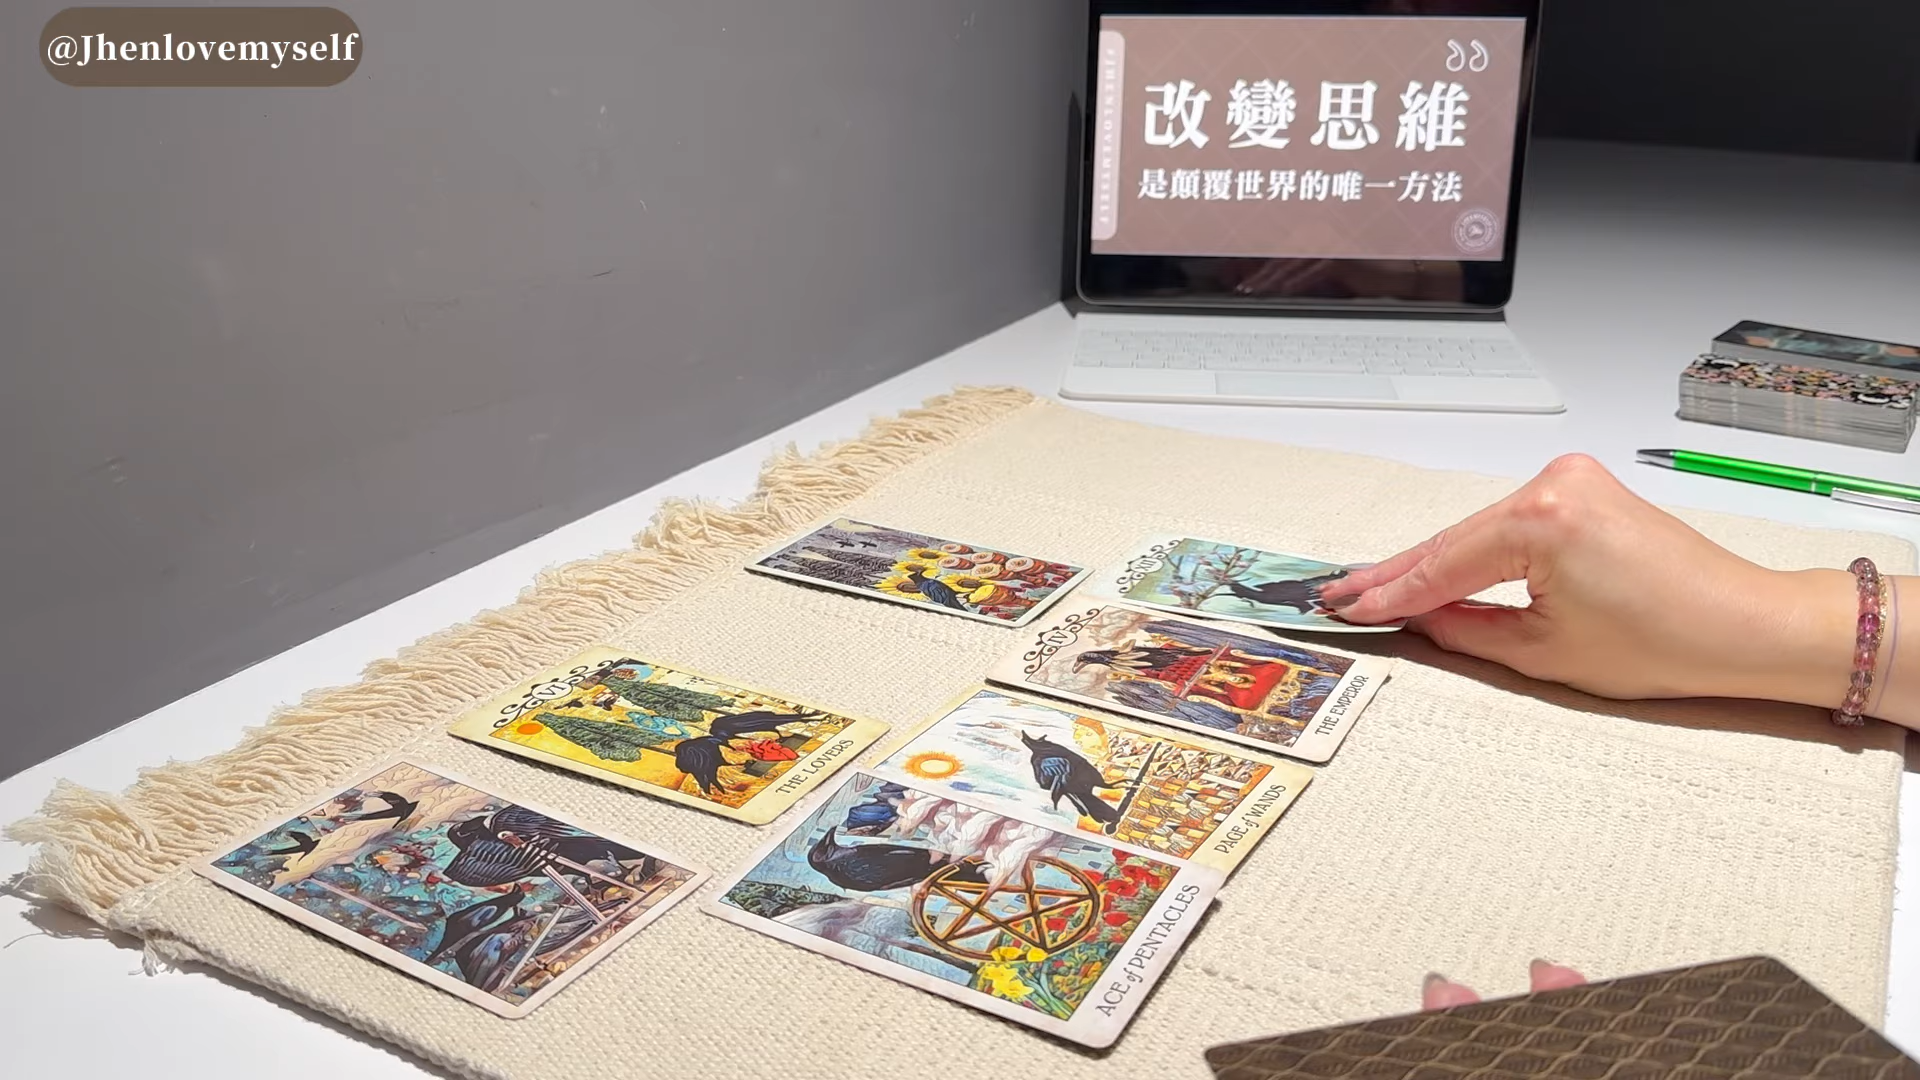 @Jhenlovemyself
改變思維
是顛覆世界的唯一方法
JHENLOVEMYSELF
IV
THE EMPEROR
VI
THE LOVERS
PAGE of WANDS
V
ACE of PENTACLES